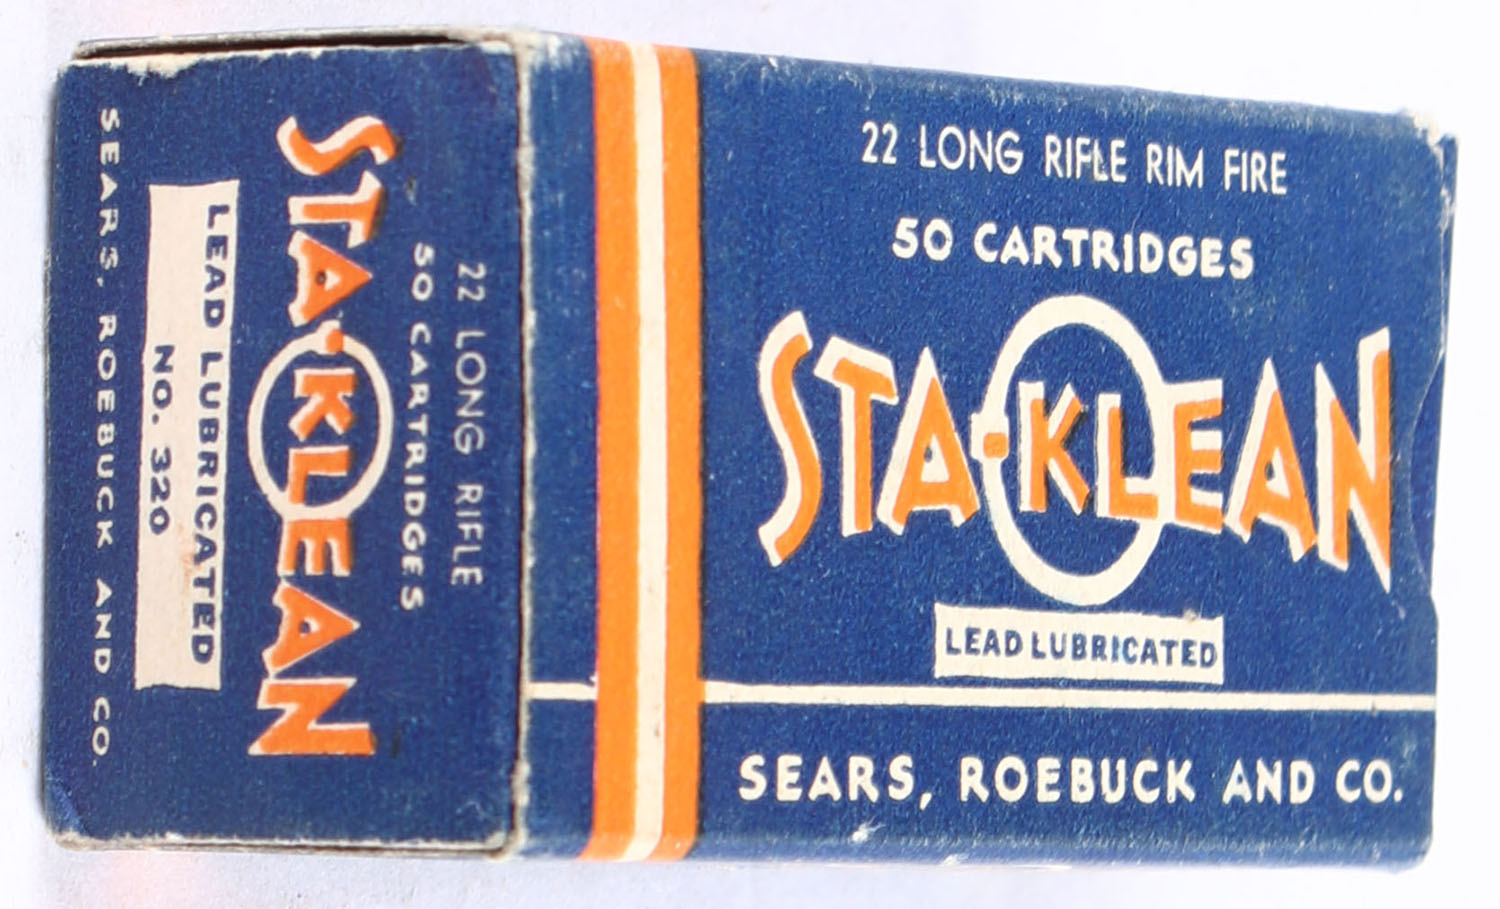 22 LONG RIFLE RIM FIRE
50 CARTRIDGES
STA·KLEAN
LEAD LUBRICATED
SEARS, ROEBUCK AND CO.
22 LONG RIFLE
50 CARTRIDGES
STA·KLEAN
LEAD LUBRICATED
NO. 320
SEARS, ROEBUCK AND CO.